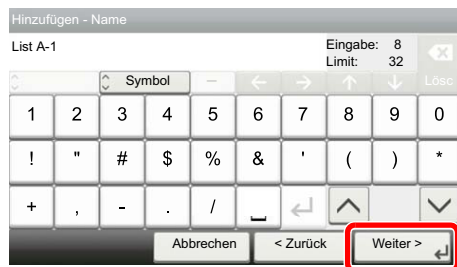 Hinzufügen - Name
List A-1 Eingabe: 8
Limit: 32
Symbol Lösc
1 2 3 4 5 6 7 8 9 0
! " # $ % & ' ( ) *
+ , - . / ␣
Abbrechen < Zurück Weiter >